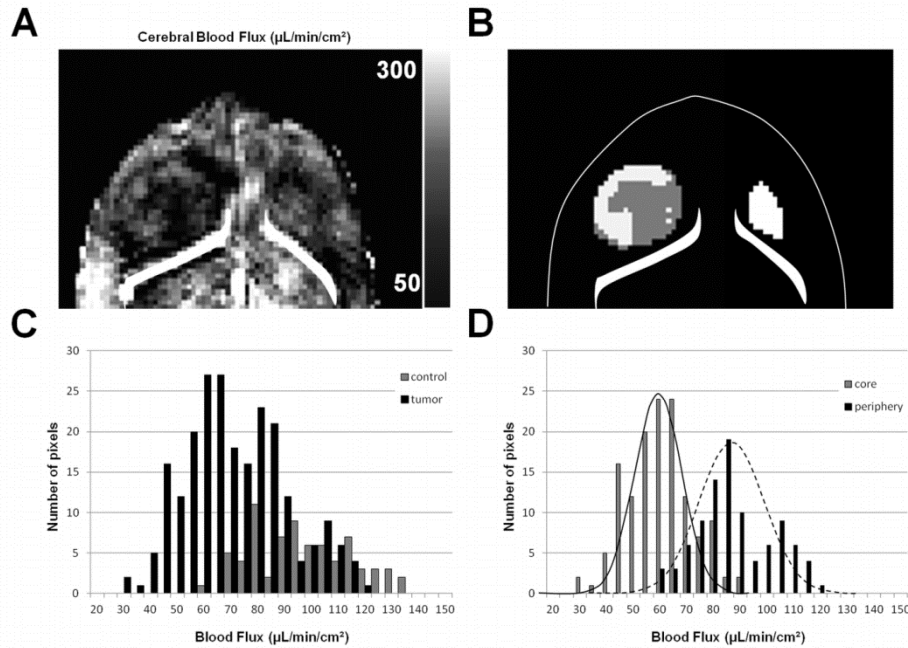 A
Cerebral Blood Flux (µL/min/cm²)
300
50
B
C
30
25
20
15
10
5
0
Number of pixels
control
tumor
20 30 40 50 60 70 80 90 100 110 120 130 140 150
Blood Flux (µL/min/cm²)
D
30
25
20
15
10
5
0
Number of pixels
core
periphery
20 30 40 50 60 70 80 90 100 110 120 130 140 150
Blood Flux (µL/min/cm²)